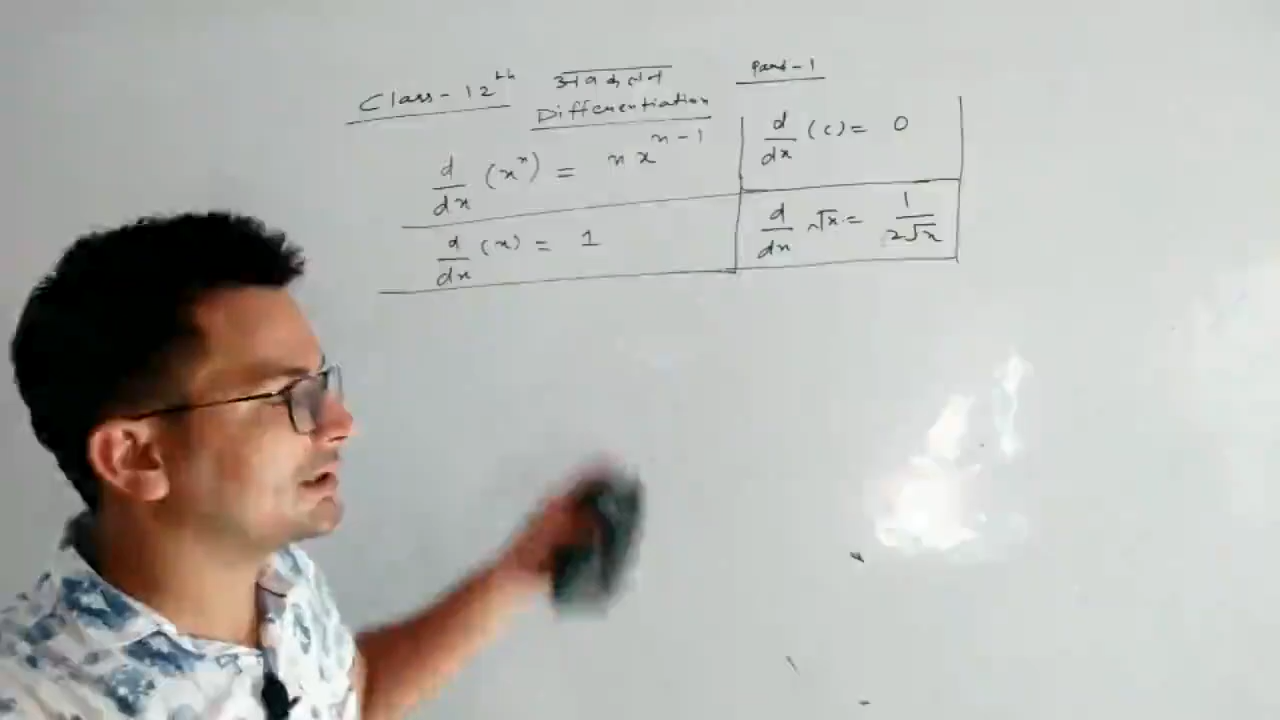 Class-12th अवकलन Part-1
Differentiation
d/dx (xⁿ) = n xⁿ⁻¹
d/dx (c) = 0
d/dx (x) = 1
d/dx √x = 1/2√x